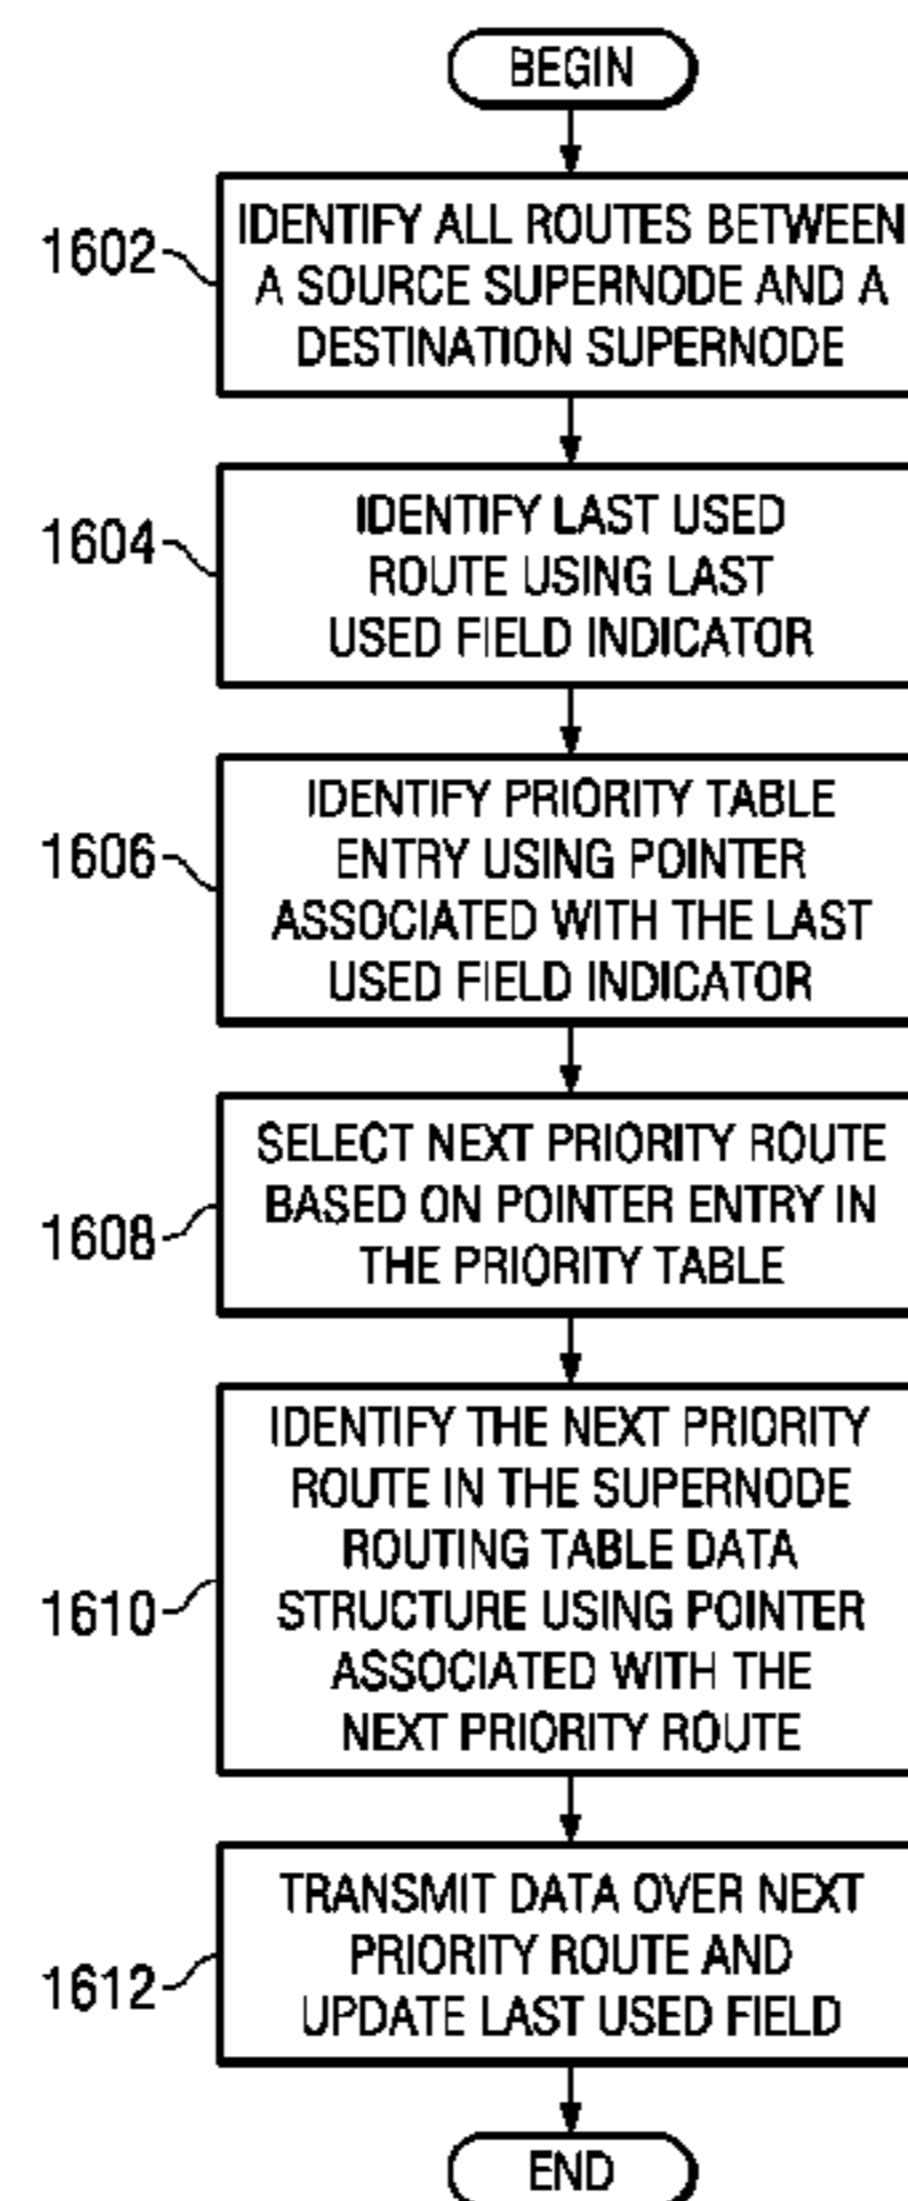 BEGIN
1602
IDENTIFY ALL ROUTES BETWEEN
A SOURCE SUPERNODE AND A
DESTINATION SUPERNODE
1604
IDENTIFY LAST USED
ROUTE USING LAST
USED FIELD INDICATOR
1606
IDENTIFY PRIORITY TABLE
ENTRY USING POINTER
ASSOCIATED WITH THE LAST
USED FIELD INDICATOR
1608
SELECT NEXT PRIORITY ROUTE
BASED ON POINTER ENTRY IN
THE PRIORITY TABLE
1610
IDENTIFY THE NEXT PRIORITY
ROUTE IN THE SUPERNODE
ROUTING TABLE DATA
STRUCTURE USING POINTER
ASSOCIATED WITH THE
NEXT PRIORITY ROUTE
1612
TRANSMIT DATA OVER NEXT
PRIORITY ROUTE AND
UPDATE LAST USED FIELD
END